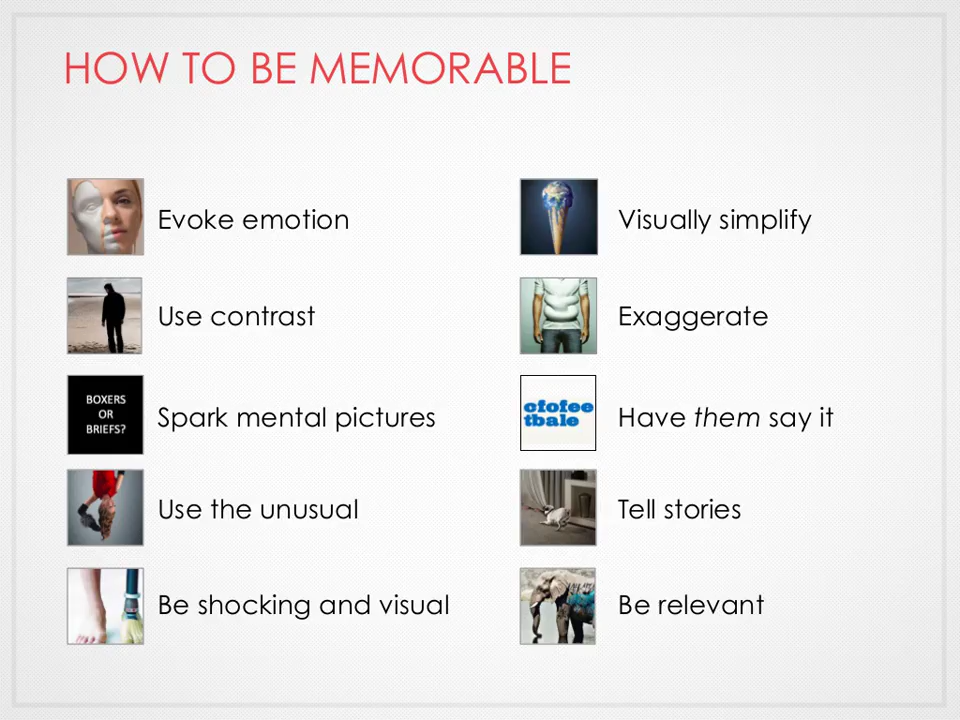 HOW TO BE MEMORABLE
Evoke emotion
Use contrast
BOXERS
OR
BRIEFS?
Spark mental pictures
Use the unusual
Be shocking and visual
Visually simplify
Exaggerate
cfofee
tbale
Have them say it
Tell stories
Be relevant